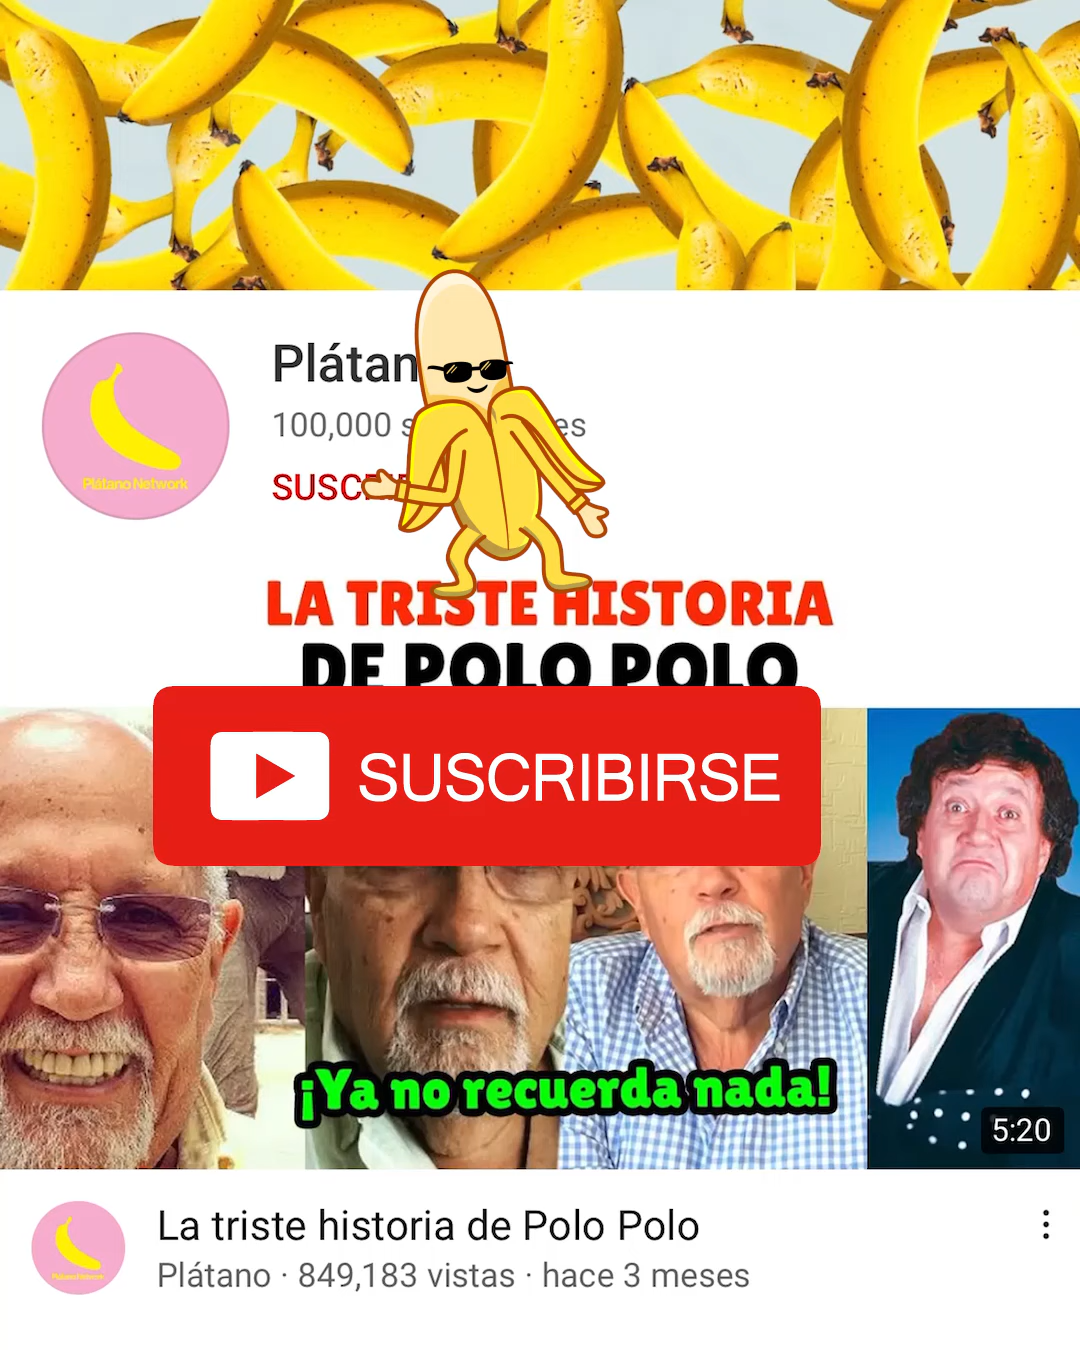 Plátan
100,000 s es
Plátano Network
SUSCRI
LA TRISTE HISTORIA
DE POLO POLO
SUSCRIBIRSE
¡Ya no recuerda nada!
5:20
La triste historia de Polo Polo
Plátano · 849,183 vistas · hace 3 meses